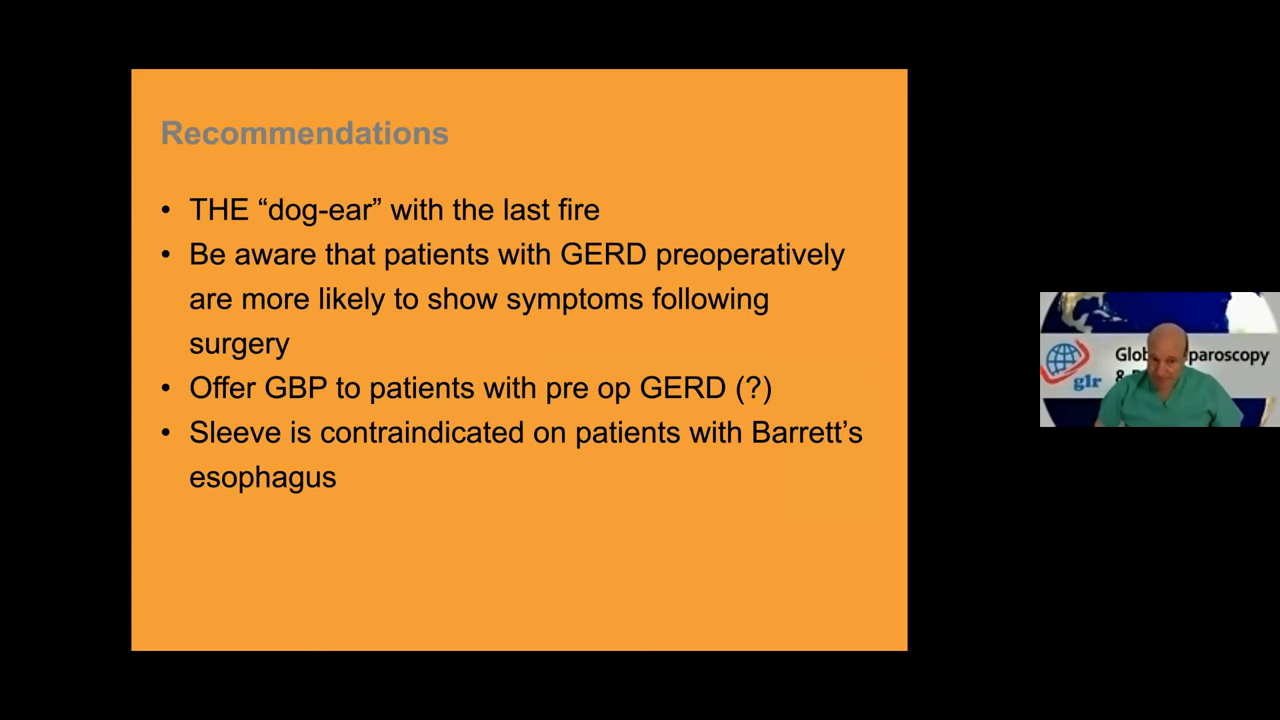 Recommendations
• THE “dog-ear” with the last fire
• Be aware that patients with GERD preoperatively
are more likely to show symptoms following
surgery
• Offer GBP to patients with pre op GERD (?)
• Sleeve is contraindicated on patients with Barrett’s
esophagus
Glob paroscopy
&
glr